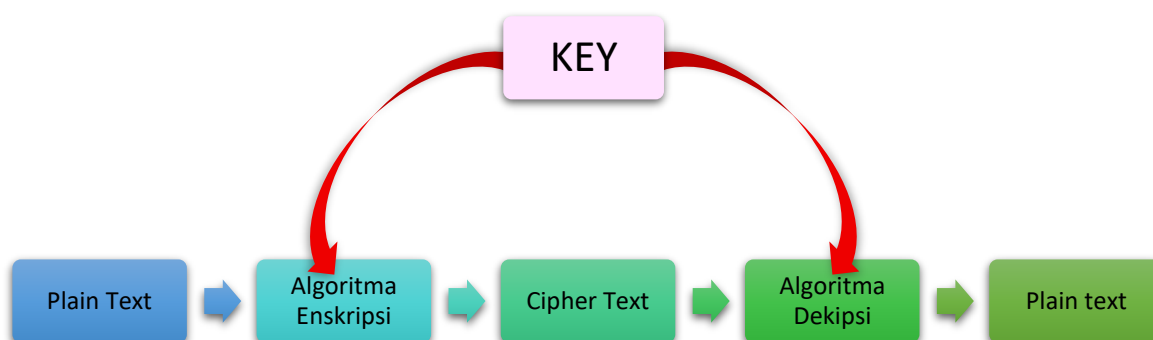 KEY
Plain Text
Algoritma
Enskripsi
Cipher Text
Algoritma
Dekipsi
Plain text